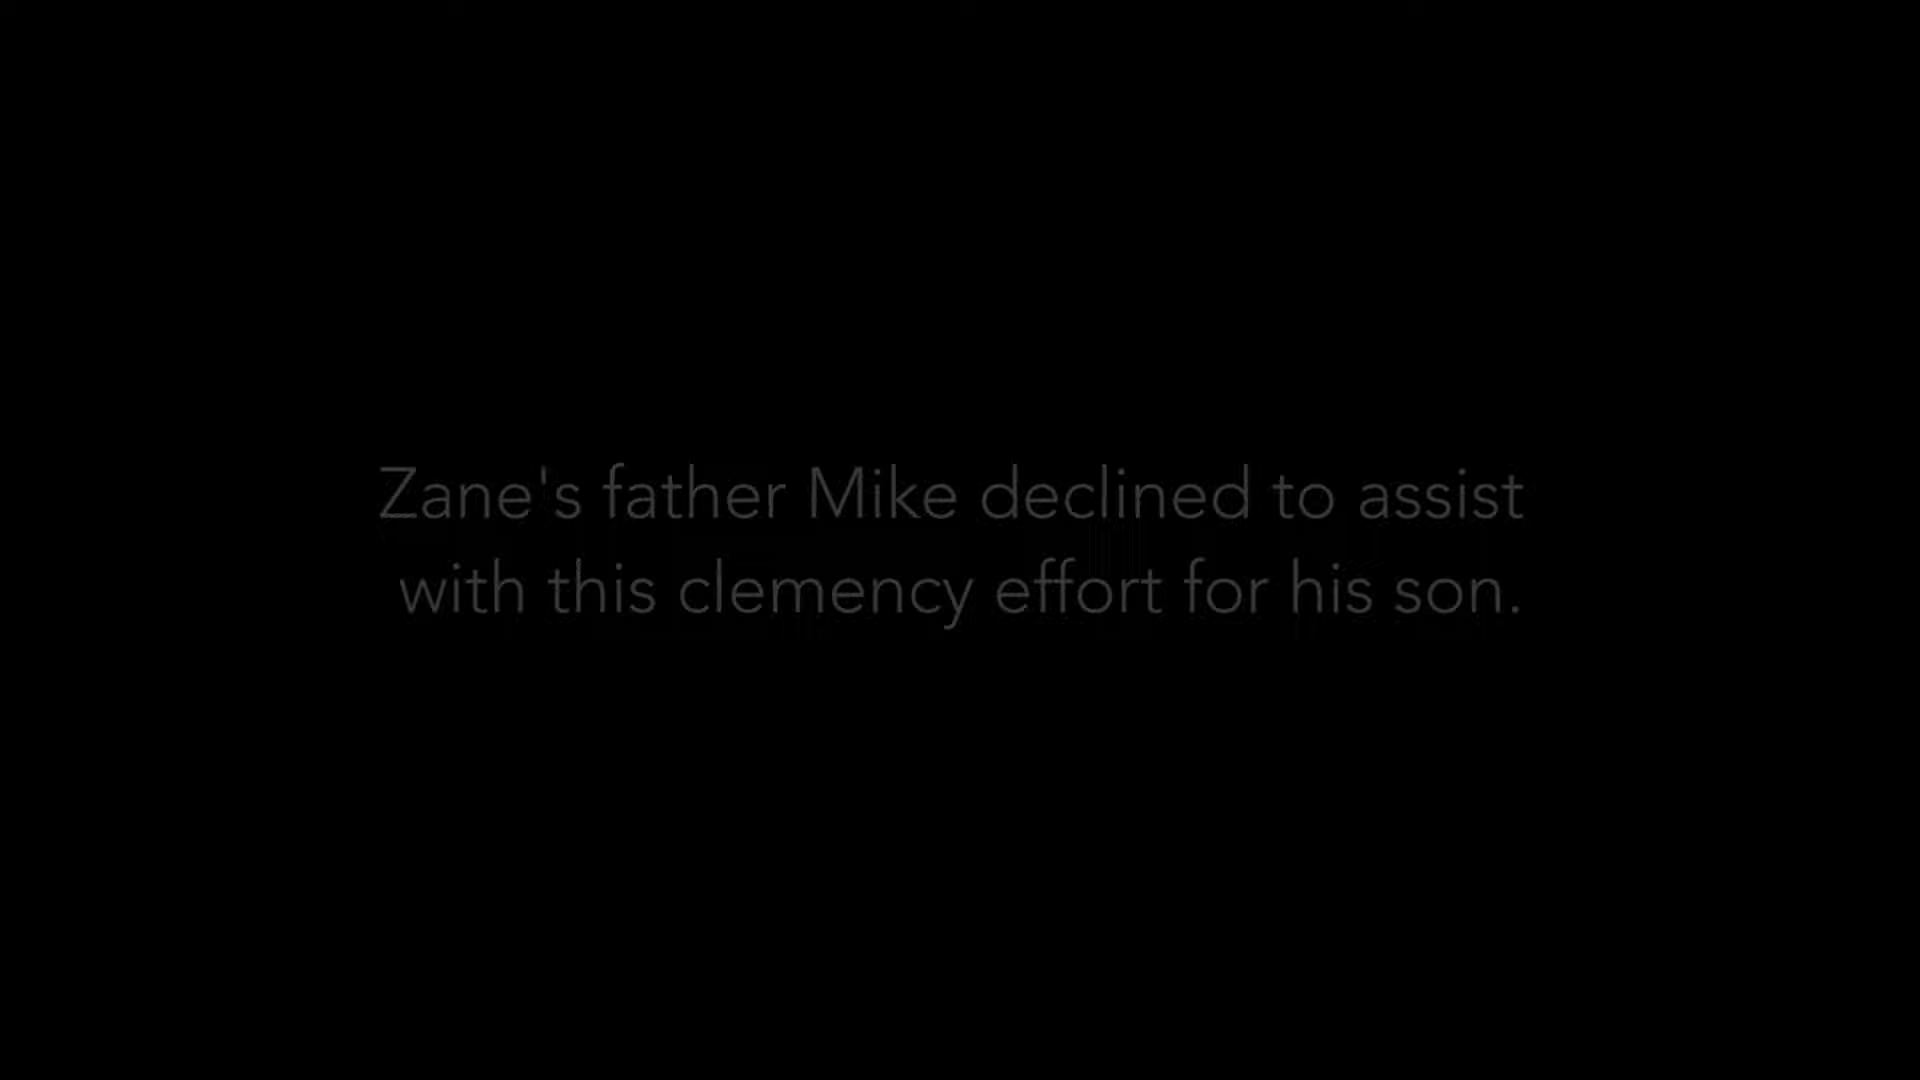 Zane's father Mike declined to assist
with this clemency effort for his son.